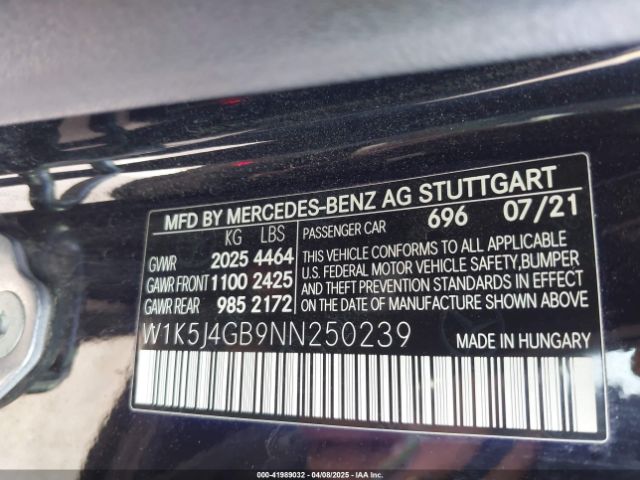 MFD BY MERCEDES-BENZ AG STUTTGART
KG LBS
GVWR 2025 4464
GAWR FRONT 1100 2425
GAWR REAR 985 2172
PASSENGER CAR 696 07/21
THIS VEHICLE CONFORMS TO ALL APPLICABLE
U.S. FEDERAL MOTOR VEHICLE SAFETY,BUMPER
AND THEFT PREVENTION STANDARDS IN EFFECT
ON THE DATE OF MANUFACTURE SHOWN ABOVE
W1K5J4GB9NN250239
MADE IN HUNGARY
000-41989032 - 04/08/2025 - IAA Inc.